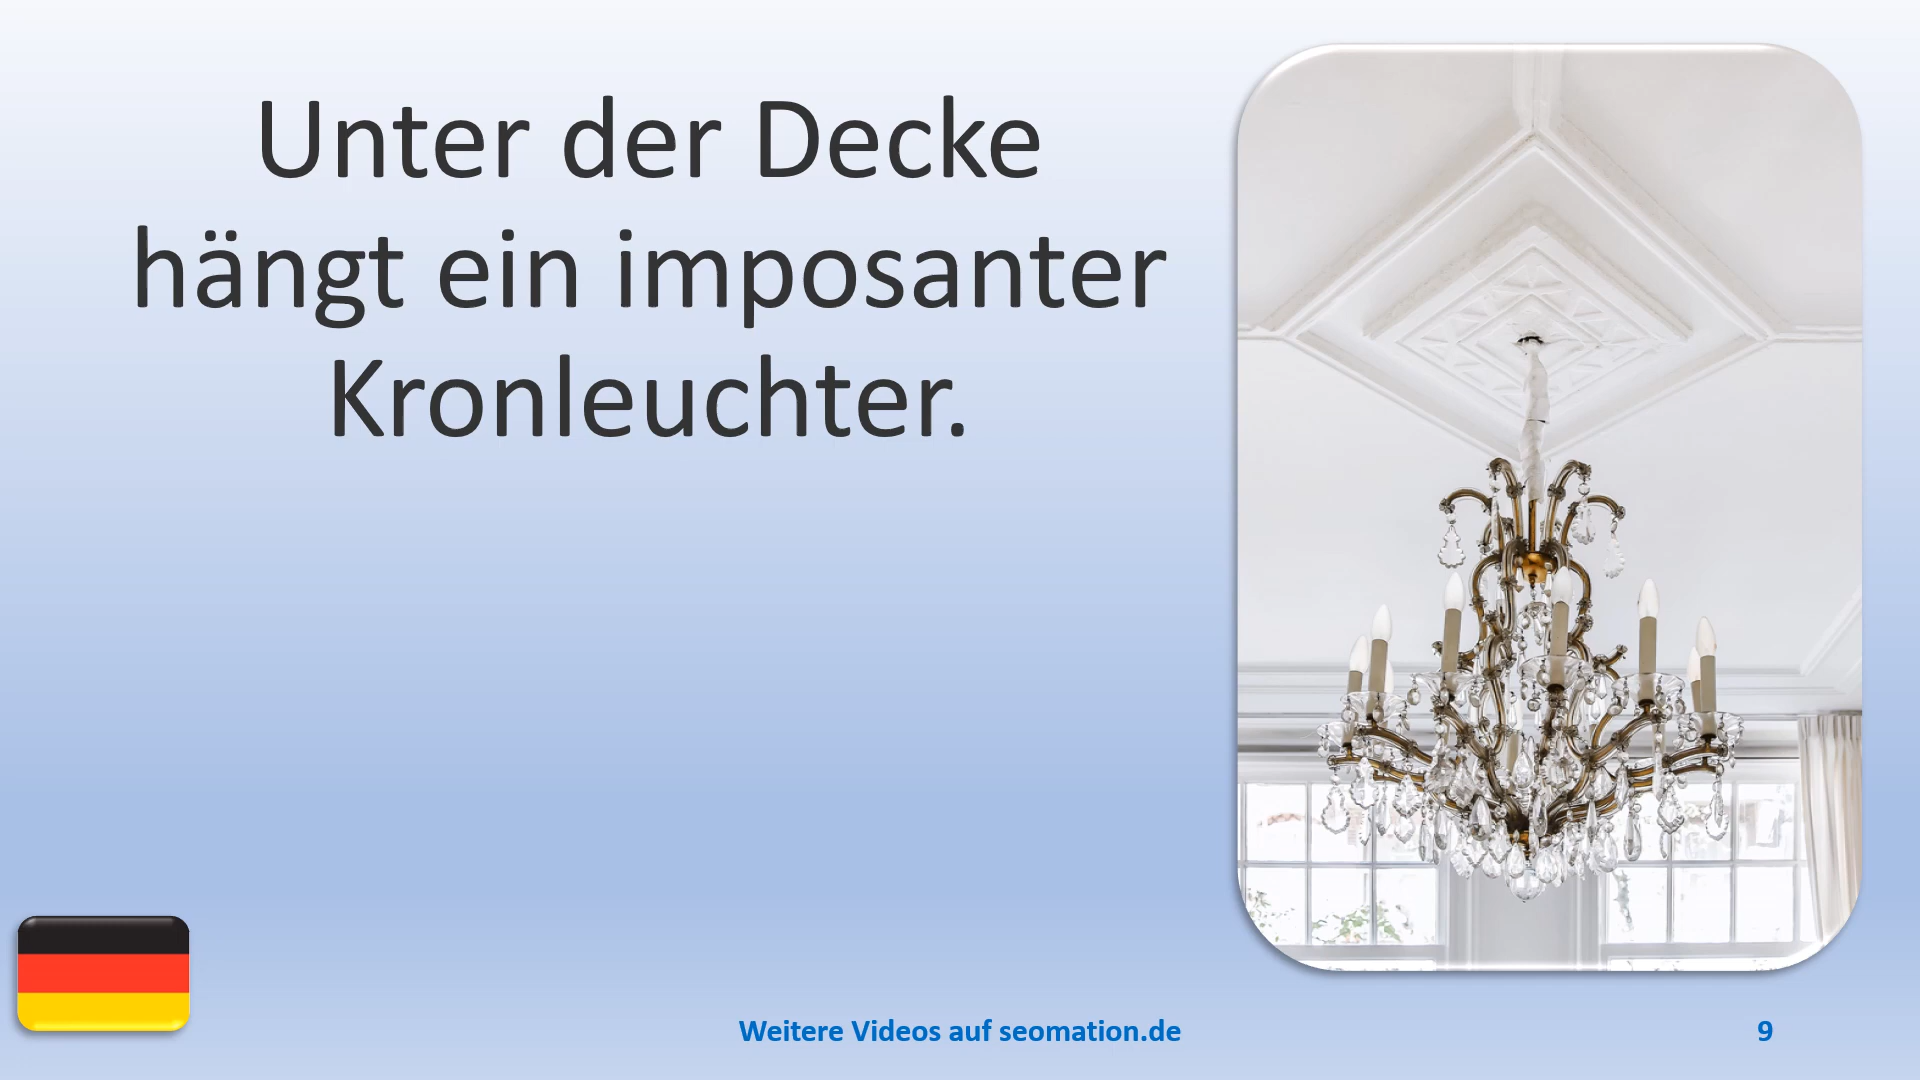 Unter der Decke
hängt ein imposanter
Kronleuchter.
Weitere Videos auf seomation.de
9